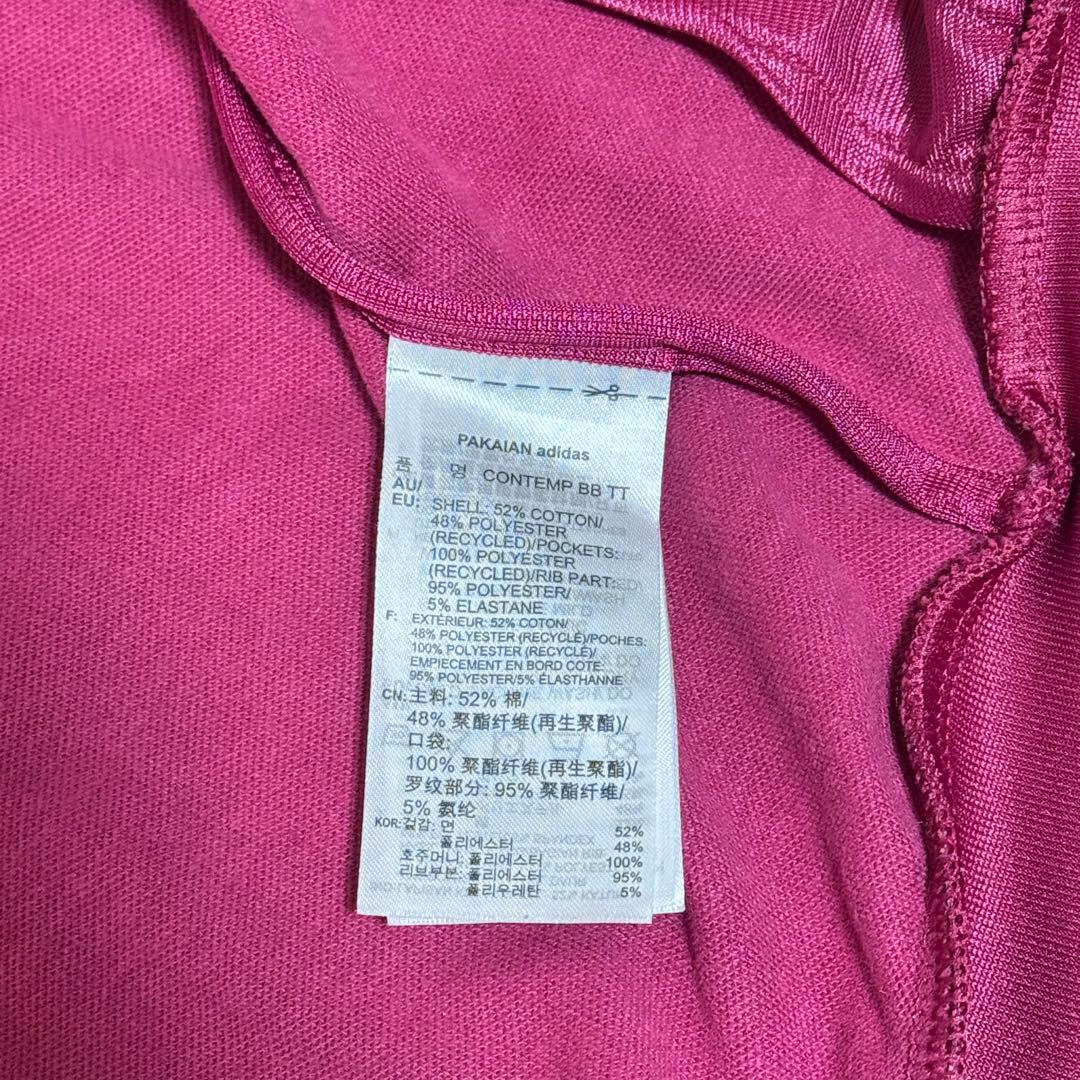 PAKAIAN adidas
품 명 CONTEMP BB TT
AU/
EU: SHELL: 52% COTTON/
48% POLYESTER
(RECYCLED)/POCKETS:
100% POLYESTER
(RECYCLED)/RIB PART:
95% POLYESTER/
5% ELASTANE
F: EXTÉRIEUR: 52% COTON/
48% POLYESTER (RECYCLÉ)/POCHES:
100% POLYESTER (RECYCLÉ)/
EMPIECEMENT EN BORD COTE:
95% POLYESTER/5% ÉLASTHANNE
CN: 主料: 52% 棉/
48% 聚酯纤维(再生聚酯)/
口袋:
100% 聚酯纤维(再生聚酯)/
罗纹部分: 95% 聚酯纤维/
5% 氨纶
KOR: 겉감: 면 52%
폴리에스터 48%
호주머니: 폴리에스터 100%
리브부분: 폴리에스터 95%
폴리우레탄 5%